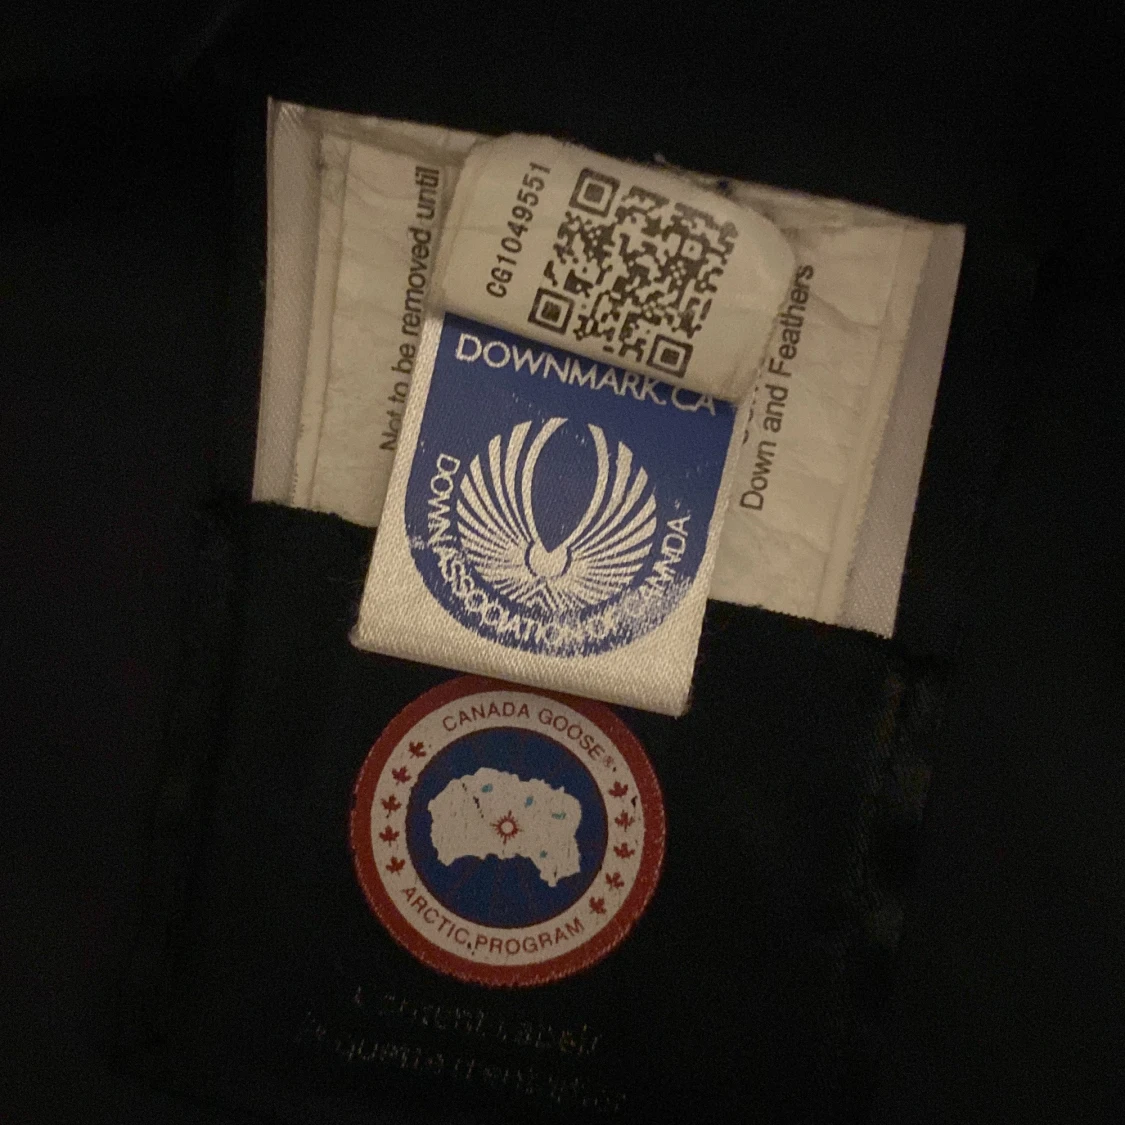 Not to be removed until
CG1049551
Down and Feathers
DOWNMARK.CA
DOWN ASSOCIATION OF CANADA
CANADA GOOSE®
ARCTIC PROGRAM